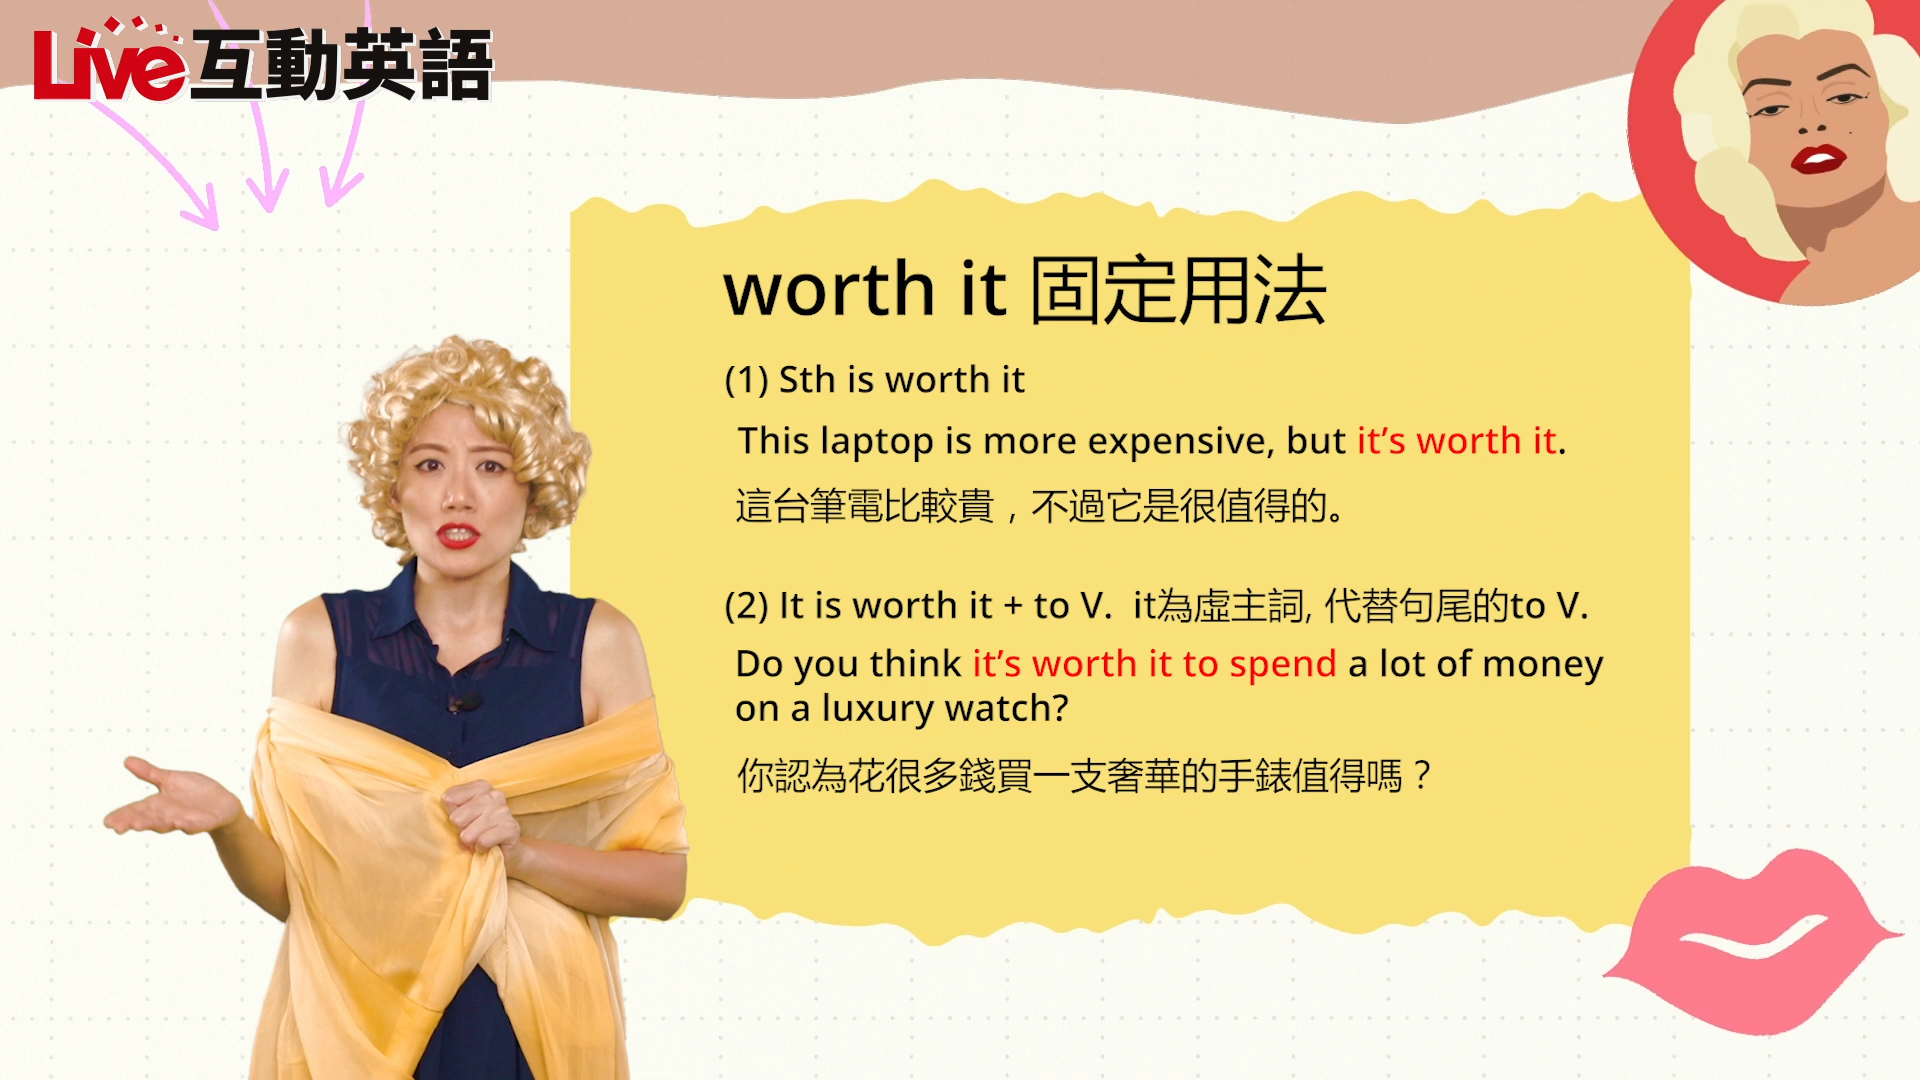 Live互動英語
worth it 固定用法
(1) Sth is worth it
This laptop is more expensive, but it’s worth it.
這台筆電比較貴，不過它是很值得的。
(2) It is worth it + to V.  it為虛主詞, 代替句尾的to V.
Do you think it’s worth it to spend a lot of money
on a luxury watch?
你認為花很多錢買一支奢華的手錶值得嗎？